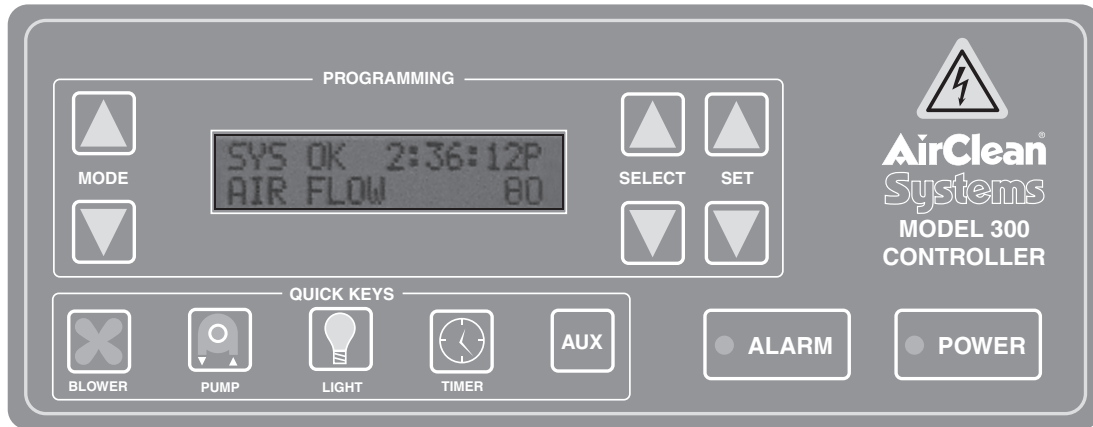 PROGRAMMING
MODE
SYS OK 2:36:12P
AIR FLOW 80
SELECT
SET
AirClean®
Systems
MODEL 300
CONTROLLER
QUICK KEYS
BLOWER
PUMP
LIGHT
TIMER
AUX
ALARM
POWER